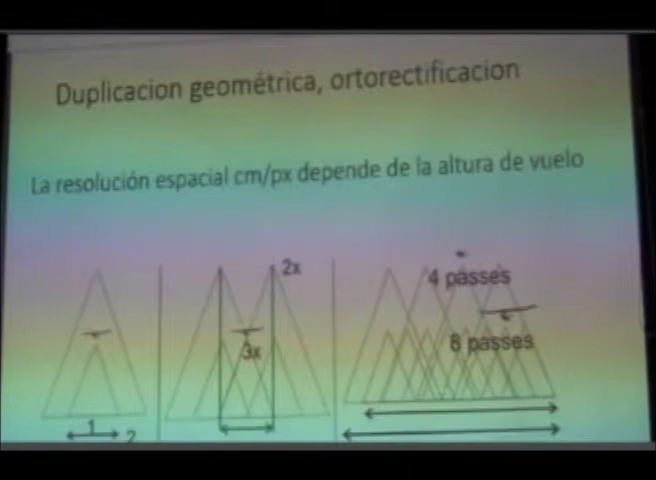 Duplicacion geométrica, ortorectificacion
La resolución espacial cm/px depende de la altura de vuelo
2x
4 passes
3x
8 passes
1
2